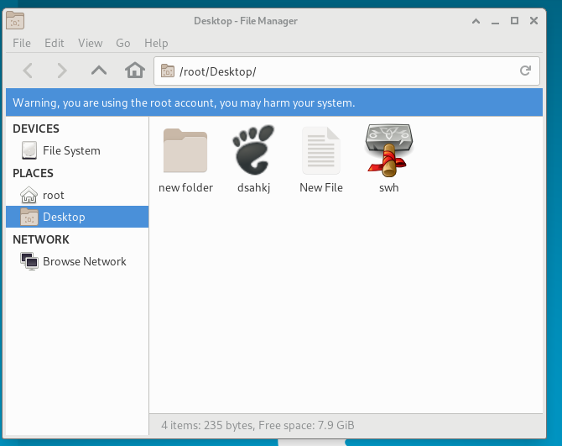 Desktop - File Manager
File Edit View Go Help
/root/Desktop/
Warning, you are using the root account, you may harm your system.
DEVICES
File System
PLACES
root
Desktop
NETWORK
Browse Network
new folder
dsahkj
New File
swh
4 items: 235 bytes, Free space: 7.9 GiB